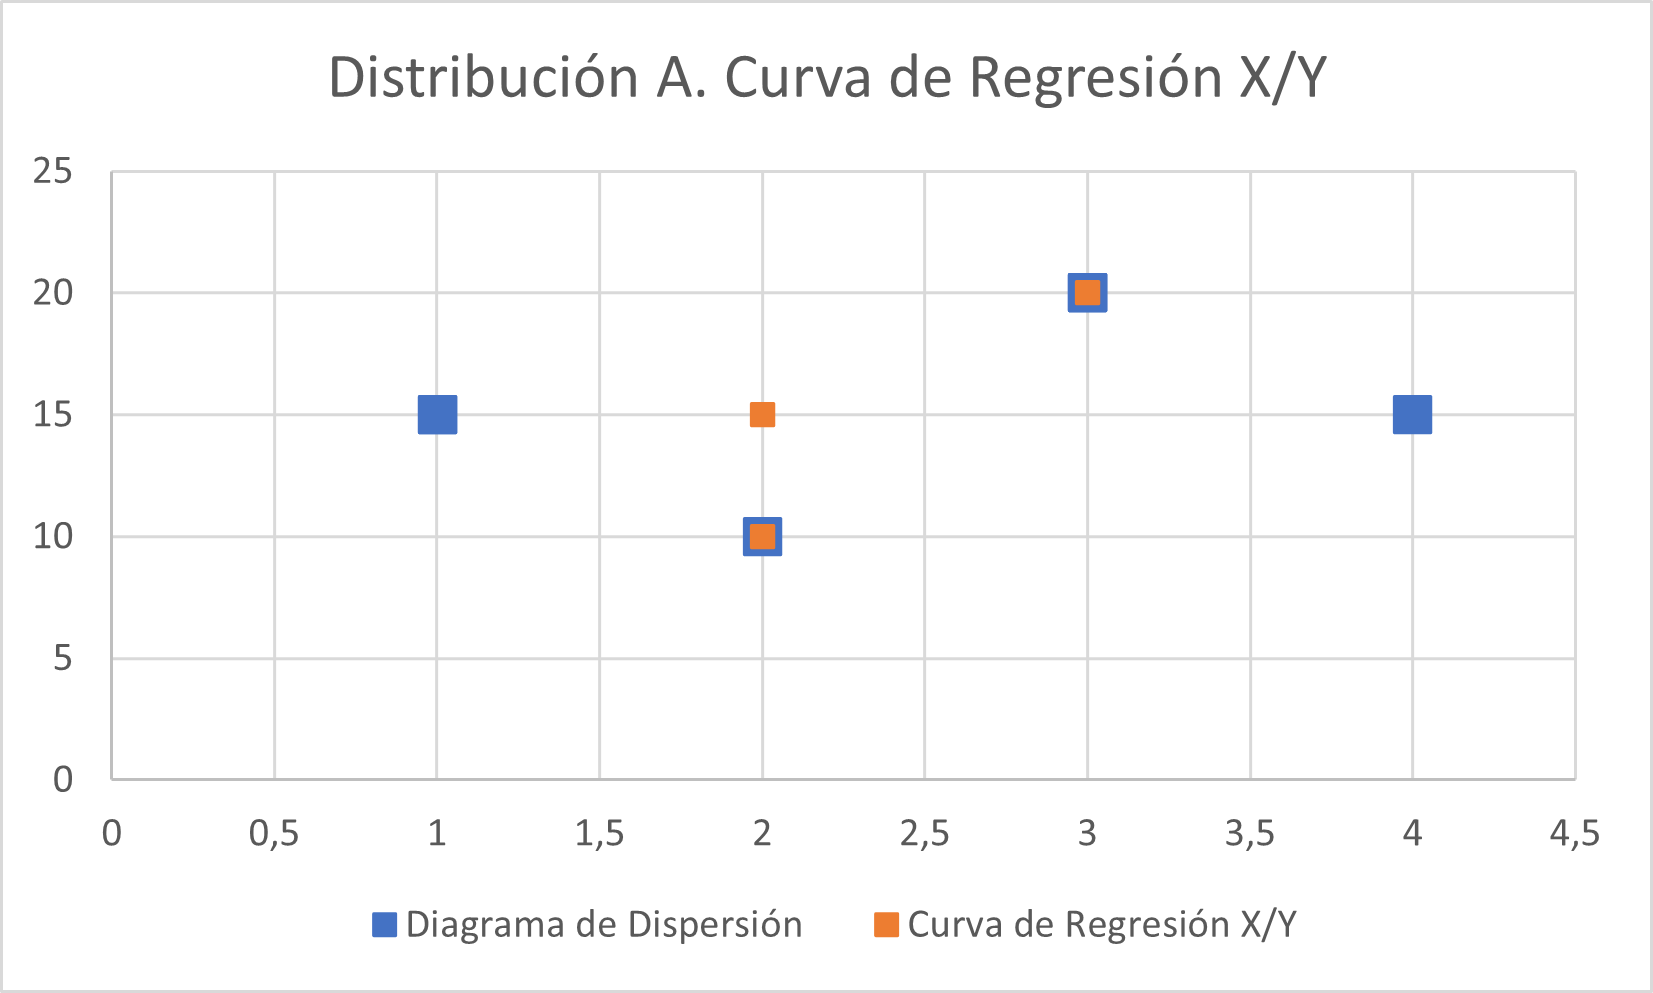 Distribución A. Curva de Regresión X/Y
25
20
15
10
5
0
0 0,5 1 1,5 2 2,5 3 3,5 4 4,5
Diagrama de Dispersión Curva de Regresión X/Y